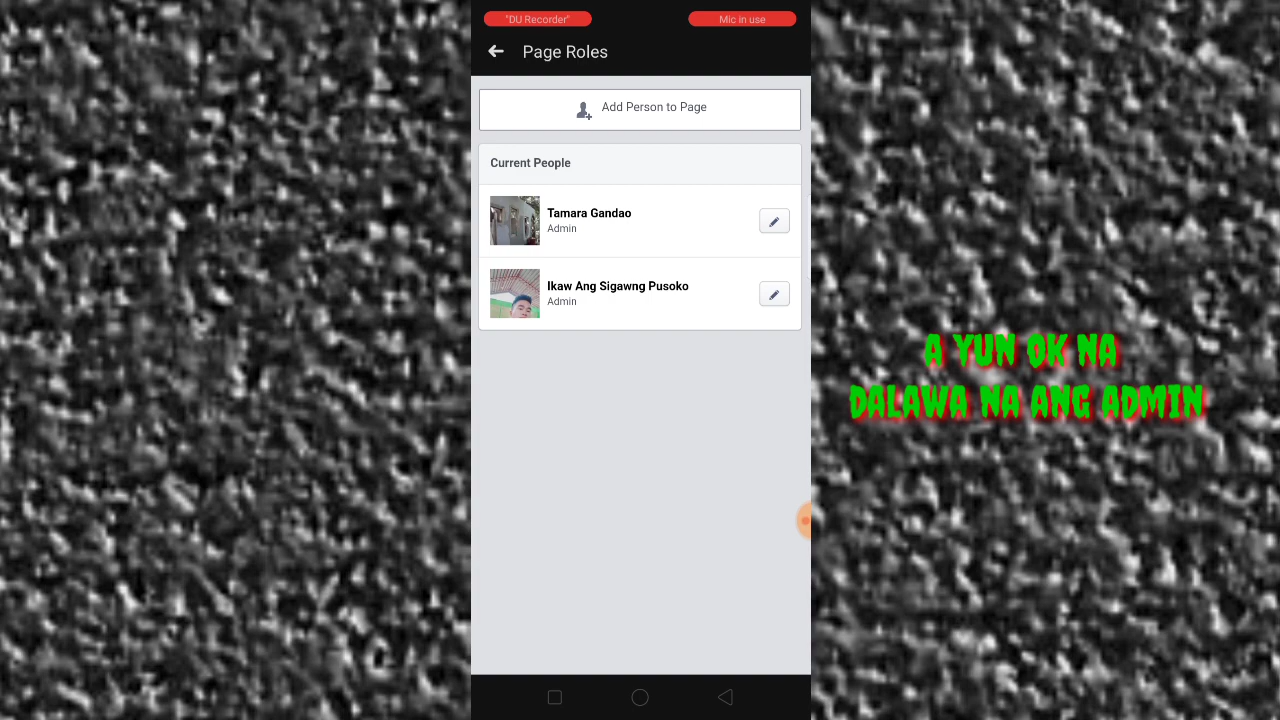 "DU Recorder"
Mic in use
Page Roles
Add Person to Page
Current People
Tamara Gandao
Admin
Ikaw Ang Sigawng Pusoko
Admin
A YUN OK NA
DALAWA NA ANG ADMIN